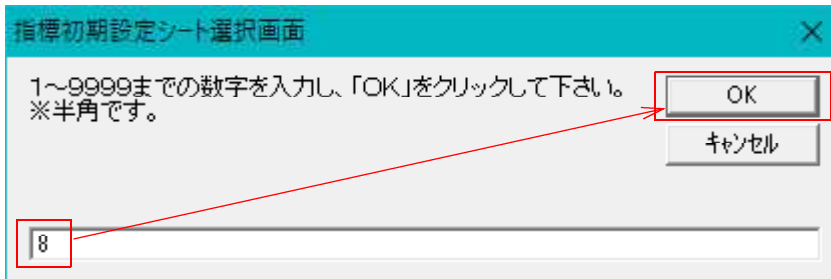 指標初期設定シート選択画面
1～9999までの数字を入力し、「OK」をクリックして下さい。
※半角です。
OK
キャンセル
8